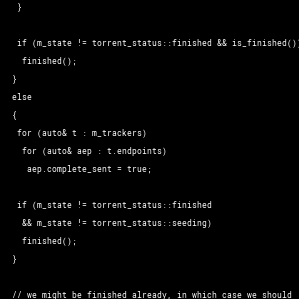 }
if (m_state != torrent_status::finished && is_finished())
finished();
}
else
{
for (auto& t : m_trackers)
for (auto& aep : t.endpoints)
aep.complete_sent = true;
if (m_state != torrent_status::finished
&& m_state != torrent_status::seeding)
finished();
}
// we might be finished already, in which case we should